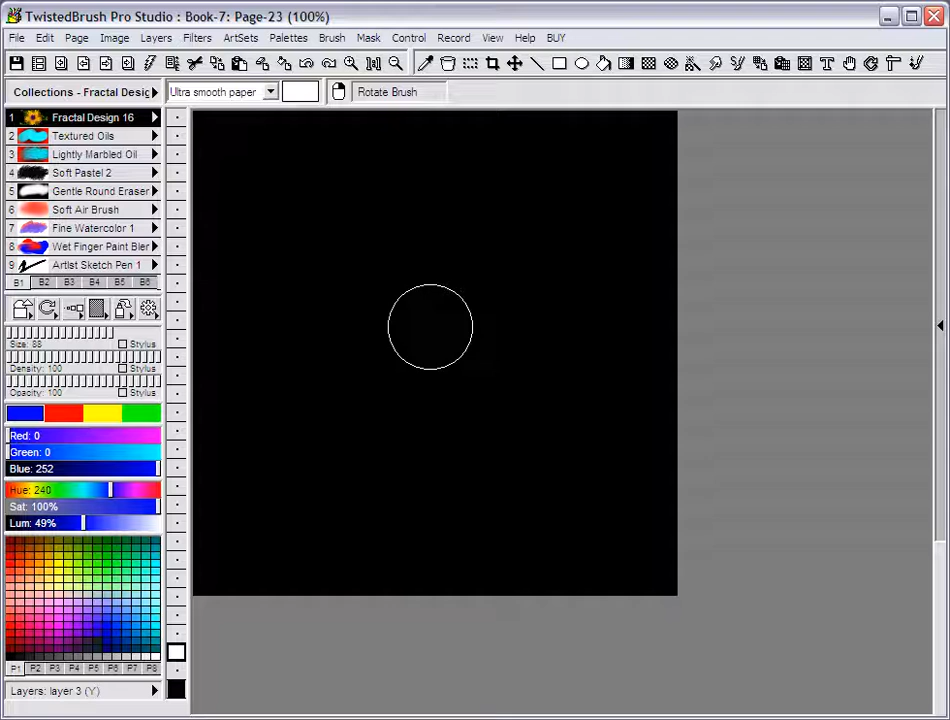 TwistedBrush Pro Studio : Book-7: Page-23 (100%)
File Edit Page Image Layers Filters ArtSets Palettes Brush Mask Control Record View Help BUY
Collections - Fractal Desig
Ultra smooth paper
Rotate Brush
1 Fractal Design 16
2 Textured Oils
3 Lightly Marbled Oil
4 Soft Pastel 2
5 Gentle Round Eraser
6 Soft Air Brush
7 Fine Watercolor 1
8 Wet Finger Paint Bler
9 Artist Sketch Pen 1
B1 B2 B3 B4 B5 B6
Size: 88 Stylus
Density: 100 Stylus
Opacity: 100 Stylus
Red: 0
Green: 0
Blue: 252
Hue: 240
Sat: 100%
Lum: 49%
P1 P2 P3 P4 P5 P6 P7 P8
Layers: layer 3 (Y)